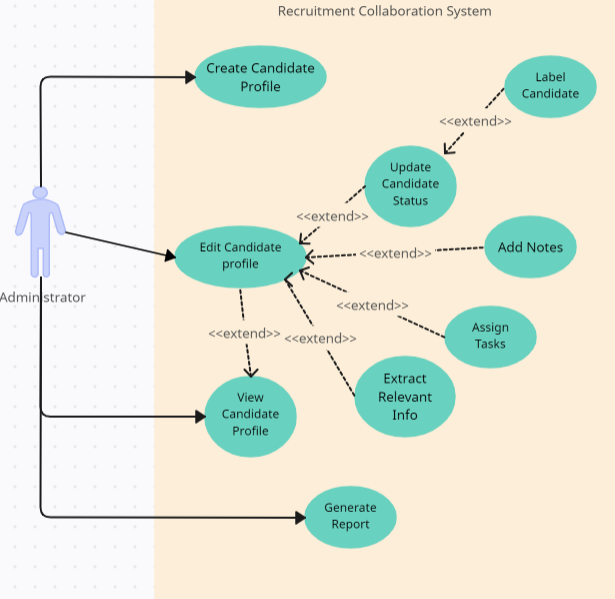 Recruitment Collaboration System
Create Candidate
Profile
Label
Candidate
<<extend>>
Update
Candidate
Status
<<extend>>
Edit Candidate
profile
<<extend>>
Add Notes
Administrator
<<extend>>
Assign
Tasks
<<extend>>
<<extend>>
View
Candidate
Profile
Extract
Relevant
Info
Generate
Report